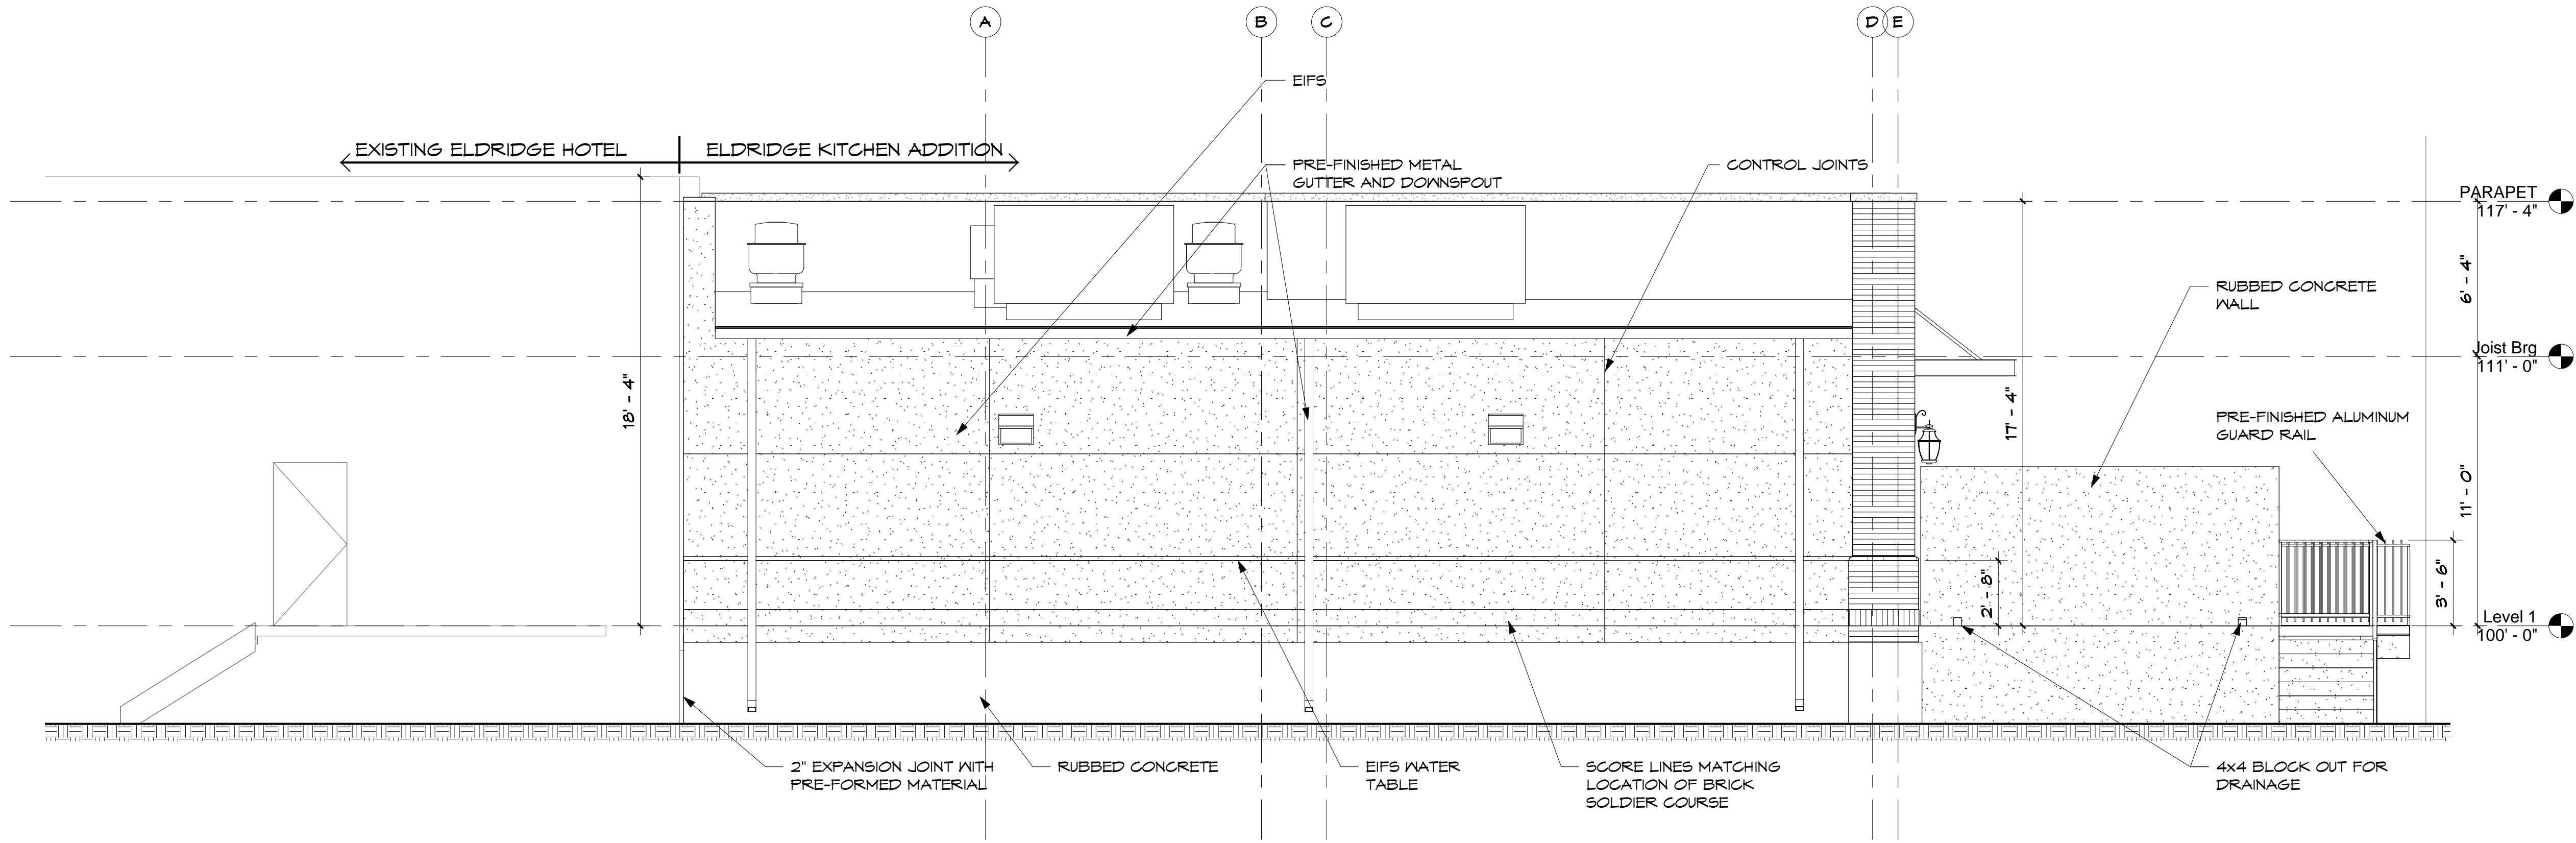 A
B
C
D
E
EIFS
EXISTING ELDRIDGE HOTEL
ELDRIDGE KITCHEN ADDITION
PRE-FINISHED METAL
GUTTER AND DOWNSPOUT
CONTROL JOINTS
PARAPET
117' - 4"
6' - 4"
RUBBED CONCRETE
WALL
Joist Brg
111' - 0"
18' - 4"
17' - 4"
PRE-FINISHED ALUMINUM
GUARD RAIL
11' - 0"
2' - 8"
3' - 6"
Level 1
100' - 0"
2" EXPANSION JOINT WITH
PRE-FORMED MATERIAL
RUBBED CONCRETE
EIFS WATER
TABLE
SCORE LINES MATCHING
LOCATION OF BRICK
SOLDIER COURSE
4x4 BLOCK OUT FOR
DRAINAGE